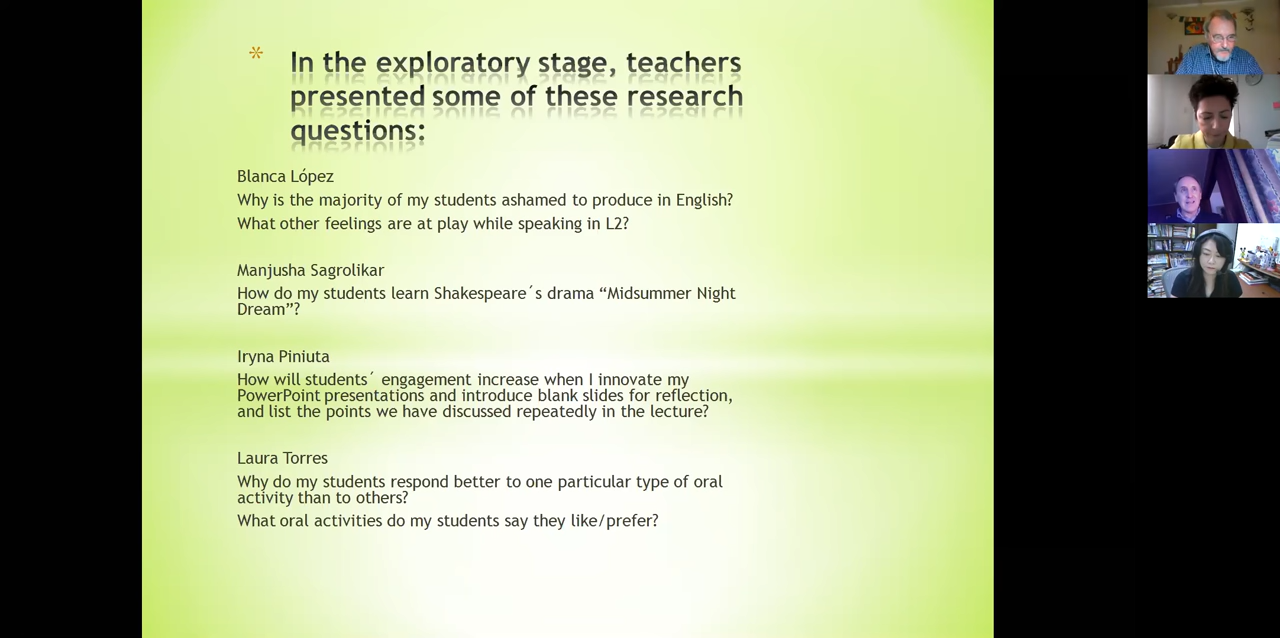 * In the exploratory stage, teachers
presented some of these research
questions:
Blanca López
Why is the majority of my students ashamed to produce in English?
What other feelings are at play while speaking in L2?
Manjusha Sagrolikar
How do my students learn Shakespeare´s drama “Midsummer Night
Dream”?
Iryna Piniuta
How will students´ engagement increase when I innovate my
PowerPoint presentations and introduce blank slides for reflection,
and list the points we have discussed repeatedly in the lecture?
Laura Torres
Why do my students respond better to one particular type of oral
activity than to others?
What oral activities do my students say they like/prefer?